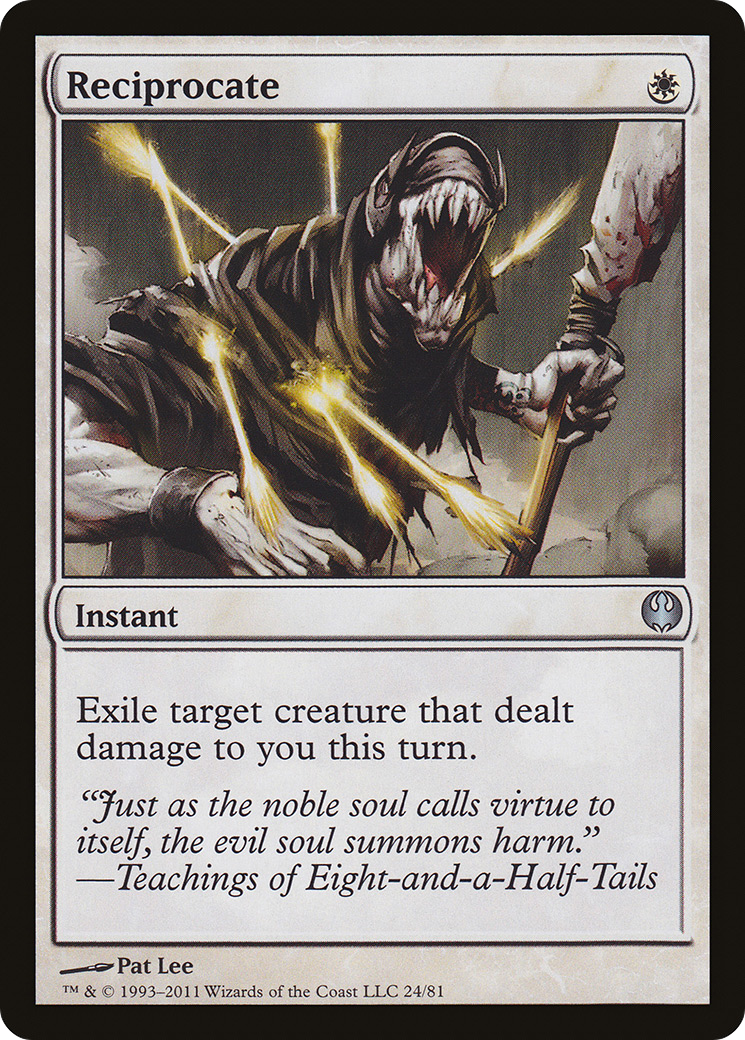 Reciprocate
Instant
Exile target creature that dealt
damage to you this turn.
“Just as the noble soul calls virtue to
itself, the evil soul summons harm.”
—Teachings of Eight-and-a-Half-Tails
Pat Lee
™ & © 1993–2011 Wizards of the Coast LLC 24/81